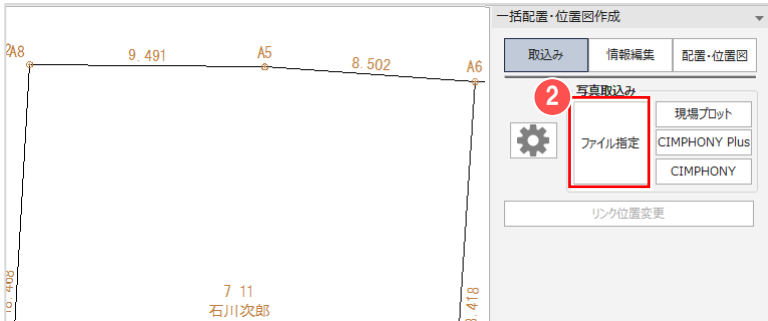 一括配置・位置図作成
取込み
情報編集
配置・位置図
2
写真取込み
ファイル指定
現場プロット
CIMPHONY Plus
CIMPHONY
リンク位置変更
2
A8
9.491
A5
8.502
A6
7 11
石川次郎
.418